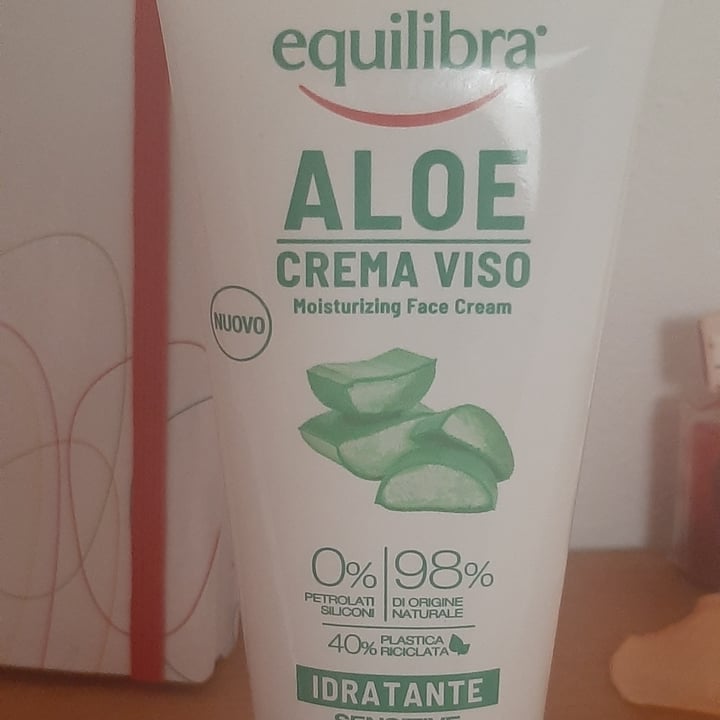 equilibra
ALOE
CREMA VISO
Moisturizing Face Cream
NUOVO
0% PETROLATI SILICONI
98% DI ORIGINE NATURALE
40% PLASTICA RICICLATA
IDRATANTE
SENSITIVE